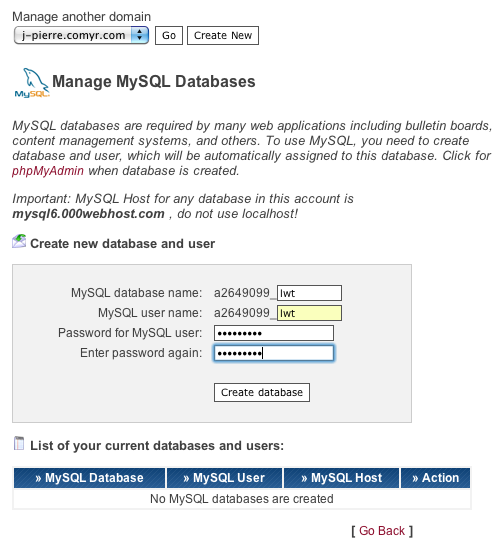 Manage another domain
j-pierre.comyr.com Go Create New
MySQL Manage MySQL Databases
MySQL databases are required by many web applications including bulletin boards,
content management systems, and others. To use MySQL, you need to create
database and user, which will be automatically assigned to this database. Click for
phpMyAdmin when database is created.
Important: MySQL Host for any database in this account is
mysql6.000webhost.com , do not use localhost!
Create new database and user
MySQL database name: a2649099_lwt
MySQL user name: a2649099_lwt
Password for MySQL user: •••••••••
Enter password again: •••••••••
Create database
List of your current databases and users:
» MySQL Database » MySQL User » MySQL Host » Action
No MySQL databases are created
[ Go Back ]